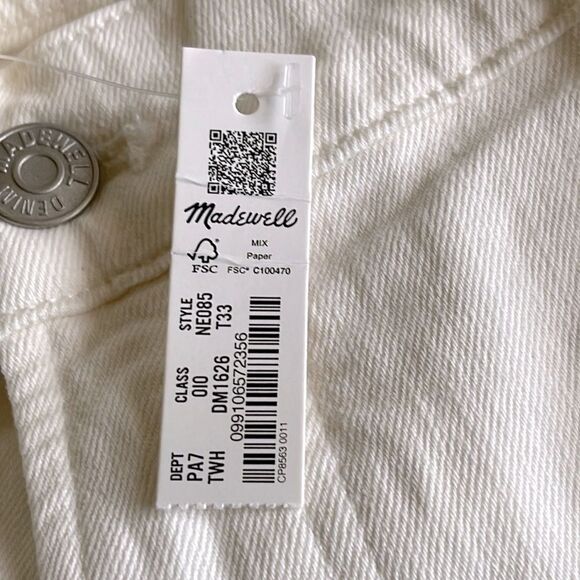 MADEWELL DENIM
Madewell
FSC
MIX
Paper
FSC® C100470
STYLE
NE085
T33
CLASS
010
DM1626
DEPT
PA7
TWH
099106572356
CP8563 0011